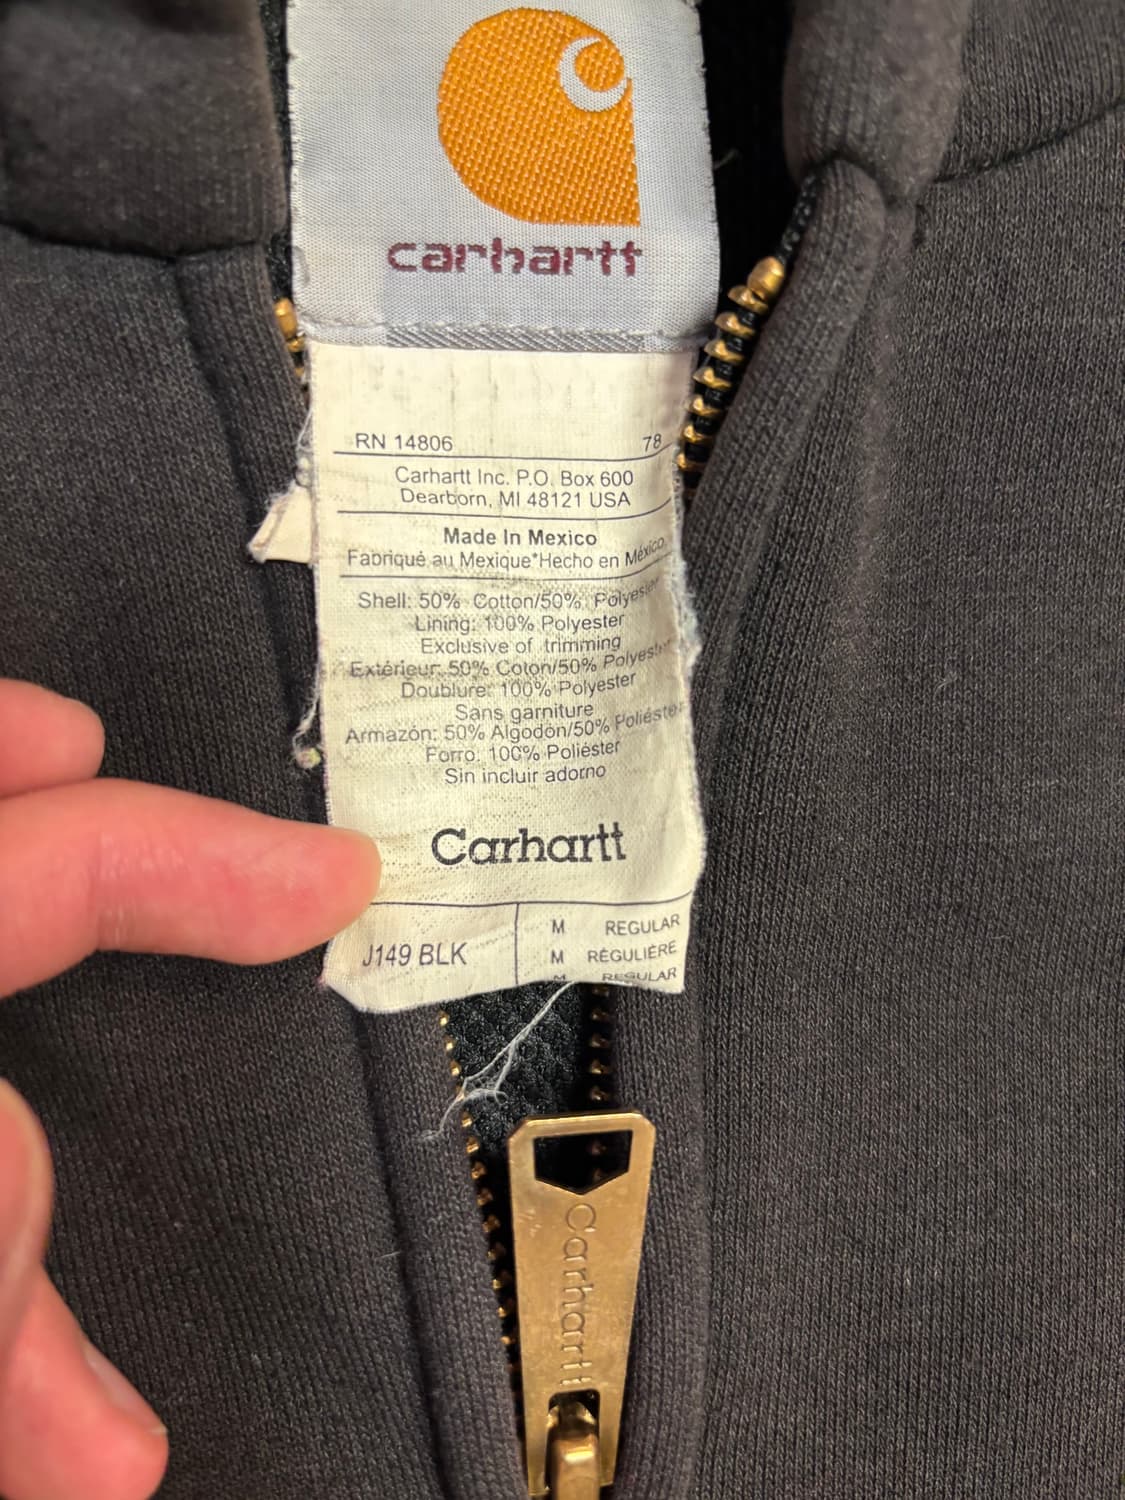 carhartt
RN 14806 78
Carhartt Inc. P.O. Box 600
Dearborn, MI 48121 USA
Made In Mexico
Fabriqué au Mexique*Hecho en México
Shell: 50% Cotton/50% Polyester
Lining: 100% Polyester
Exclusive of trimming
Extérieur: 50% Coton/50% Polyester
Doublure: 100% Polyester
Sans garniture
Armazón: 50% Algodón/50% Poliéster
Forro: 100% Poliéster
Sin incluir adorno
Carhartt
J149 BLK
M REGULAR
M RÉGULIÈRE
M REGULAR
Carhartt